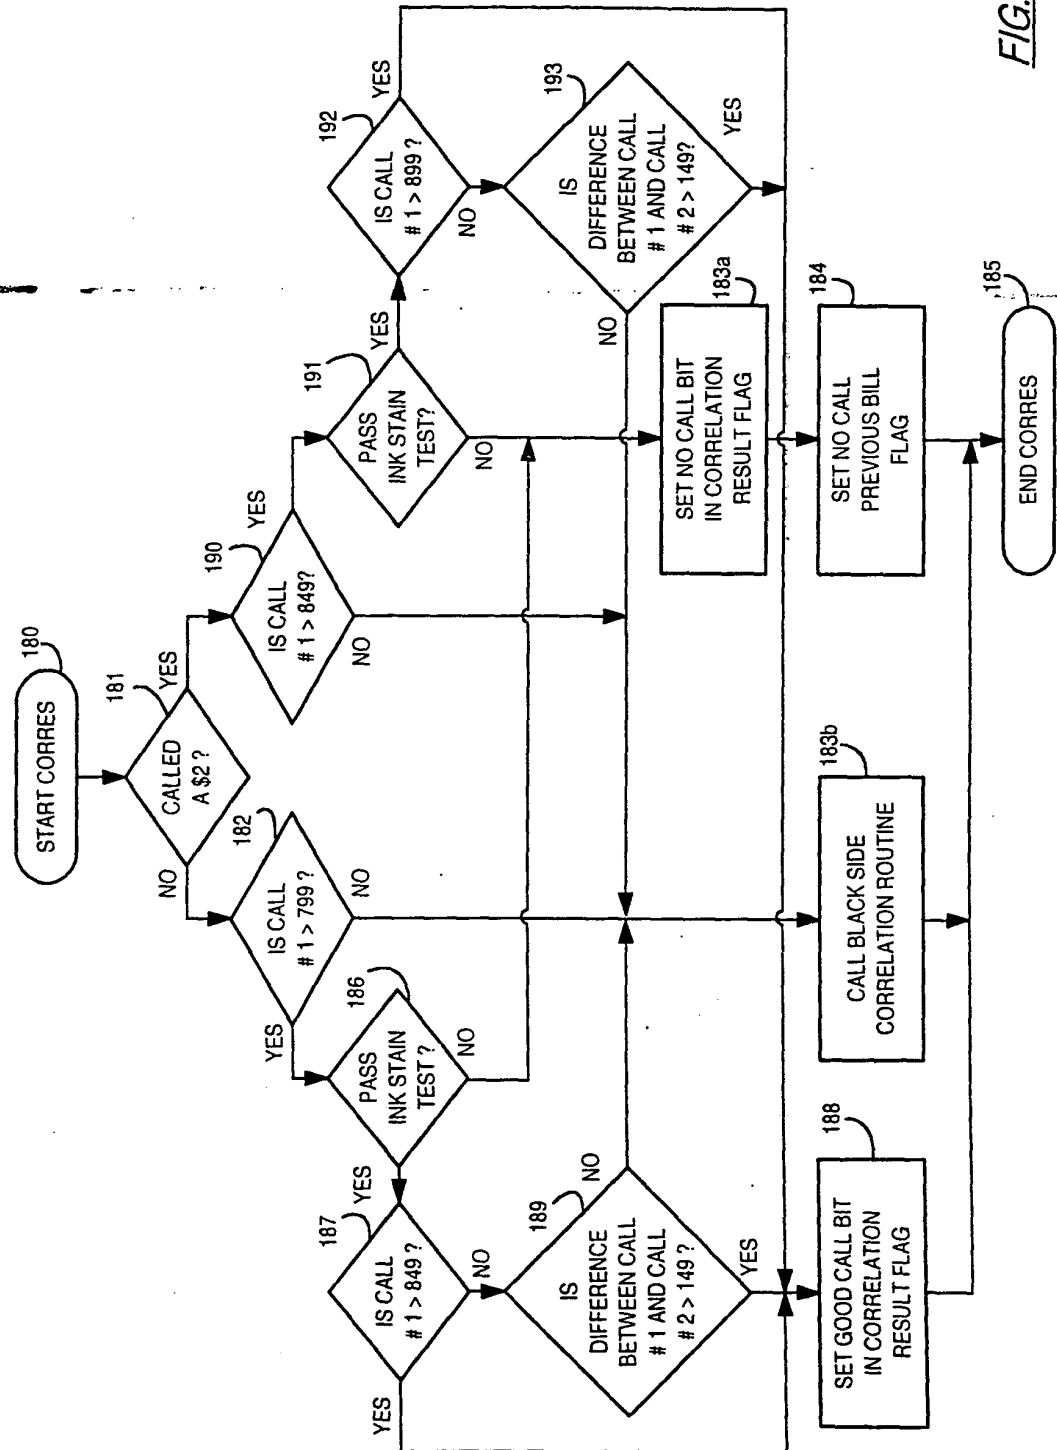 START CORRES
180
CALLED
A $2 ?
181
NO
YES
IS CALL
# 1 > 799 ?
182
YES
NO
IS CALL
# 1 > 849?
190
YES
NO
PASS
INK STAIN
TEST ?
186
YES
NO
PASS
INK STAIN
TEST?
191
YES
NO
IS CALL
# 1 > 849 ?
187
YES
NO
IS CALL
# 1 > 899 ?
192
YES
NO
IS
DIFFERENCE
BETWEEN CALL
# 1 AND CALL
# 2 > 149 ?
189
NO
YES
IS
DIFFERENCE
BETWEEN CALL
# 1 AND CALL
# 2 > 149?
193
NO
YES
SET NO CALL BIT
IN CORRELATION
RESULT FLAG
183a
SET GOOD CALL BIT
IN CORRELATION
RESULT FLAG
188
CALL BLACK SIDE
CORRELATION ROUTINE
183b
SET NO CALL
PREVIOUS BILL
FLAG
184
END CORRES
185
FIG.